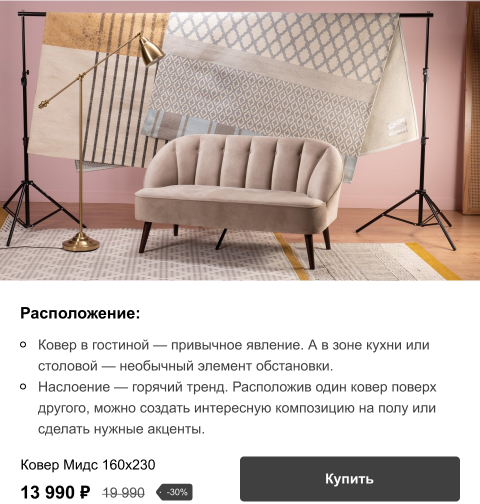 Расположение:
Ковер в гостиной — привычное явление. А в зоне кухни или
столовой — необычный элемент обстановки.
Наслоение — горячий тренд. Расположив один ковер поверх
другого, можно создать интересную композицию на полу или
сделать нужные акценты.
Ковер Мидс 160х230
13 990 ₽ 19 990 -30%
Купить